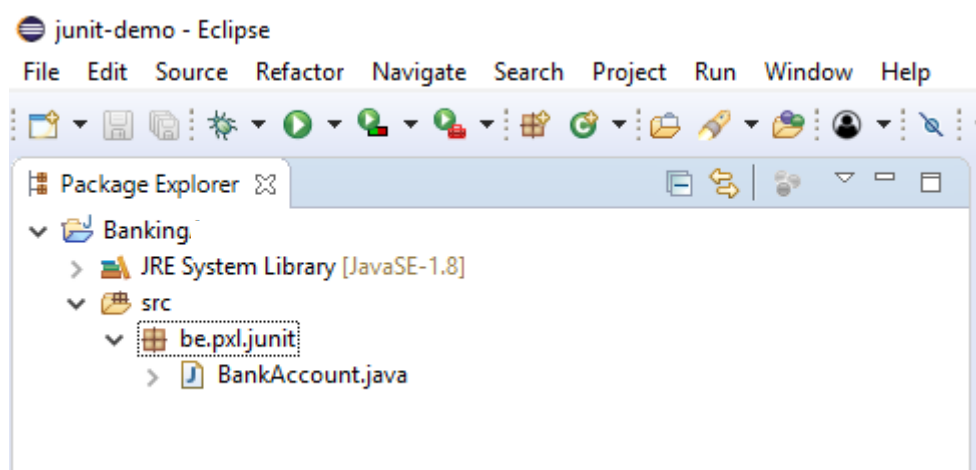 junit-demo - Eclipse
File Edit Source Refactor Navigate Search Project Run Window Help
Package Explorer
Banking
JRE System Library [JavaSE-1.8]
src
be.pxl.junit
BankAccount.java